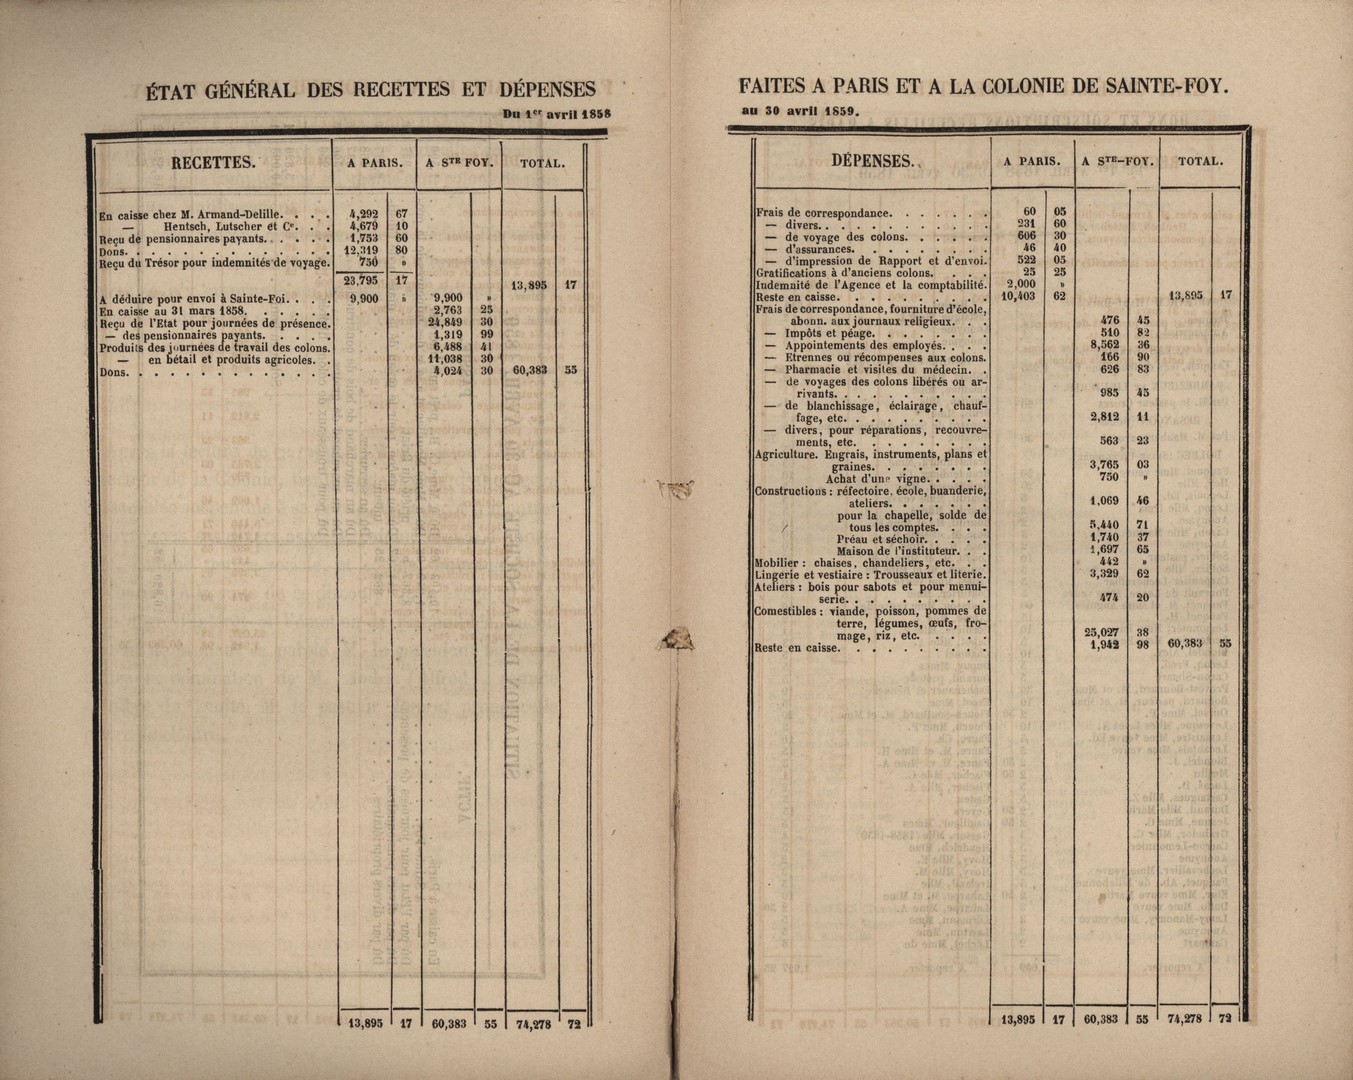 ÉTAT GÉNÉRAL DES RECETTES ET DÉPENSES
Du 1er avril 1858
RECETTES. A PARIS. A STE FOY. TOTAL.
En caisse chez M. Armand-Delille. . . . 4,292 67
— Hentsch, Lutscher et Ce. . . 4,679 10
Reçu de pensionnaires payants. . . . . . 1,753 60
Dons. . . . . . . . . . . . . 12,319 80
Reçu du Trésor pour indemnités de voyage. 750 »
23,795 17 13,895 17
A déduire pour envoi à Sainte-Foi. . . . 9,900 » 9,900 »
En caisse au 31 mars 1858. . . . . . 2,763 25
Reçu de l'Etat pour journées de présence. 24,849 30
— des pensionnaires payants. . . . . 1,319 99
Produits des journées de travail des colons. 6,488 41
— en bétail et produits agricoles. . 11,038 30
Dons. . . . . . . . . . . . . 4,024 30 60,383 55
13,895 17 60,383 55 74,278 72
FAITES A PARIS ET A LA COLONIE DE SAINTE-FOY.
au 30 avril 1859.
DÉPENSES. A PARIS. A STE-FOY. TOTAL.
Frais de correspondance. . . . . . . 60 05
— divers. . . . . . . . . . . 231 60
— de voyage des colons. . . . . . 606 30
— d'assurances. . . . . . . . . 46 40
— d'impression de Rapport et d'envoi. 522 05
Gratifications à d'anciens colons. . . . 25 25
Indemnité de l'Agence et la comptabilité. 2,000 »
Reste en caisse. . . . . . . . . . 10,403 62 13,895 17
Frais de correspondance, fourniture d'école,
abonn. aux journaux religieux. . . 476 45
— Impôts et péage. . . . . . . . 510 82
— Appointements des employés. . . . 8,562 36
— Etrennes ou récompenses aux colons. 166 90
— Pharmacie et visites du médecin. . 626 83
— de voyages des colons libérés ou ar-
rivants. . . . . . . . . . 985 45
— de blanchissage, éclairage, chauf-
fage, etc. . . . . . . . . . 2,812 11
— divers, pour réparations, recouvre-
ments, etc. . . . . . . . . 563 23
Agriculture. Engrais, instruments, plans et
graines. . . . . . . . 3,765 03
Achat d'une vigne. . . . . 750 »
Constructions : réfectoire, école, buanderie,
ateliers. . . . . . . 1,069 46
pour la chapelle, solde de
tous les comptes. . . . 5,440 71
Préau et séchoir. . . . . 1,740 37
Maison de l'instituteur. . . 1,697 65
Mobilier : chaises, chandeliers, etc. . . 442 »
Lingerie et vestiaire : Trousseaux et literie. 3,329 62
Ateliers : bois pour sabots et pour menui-
serie. . . . . . . . . 474 20
Comestibles : viande, poisson, pommes de
terre, légumes, œufs, fro-
mage, riz, etc. . . . . 25,027 38
Reste en caisse. . . . . . . . . . 1,942 98 60,383 55
13,895 17 60,383 55 74,278 72